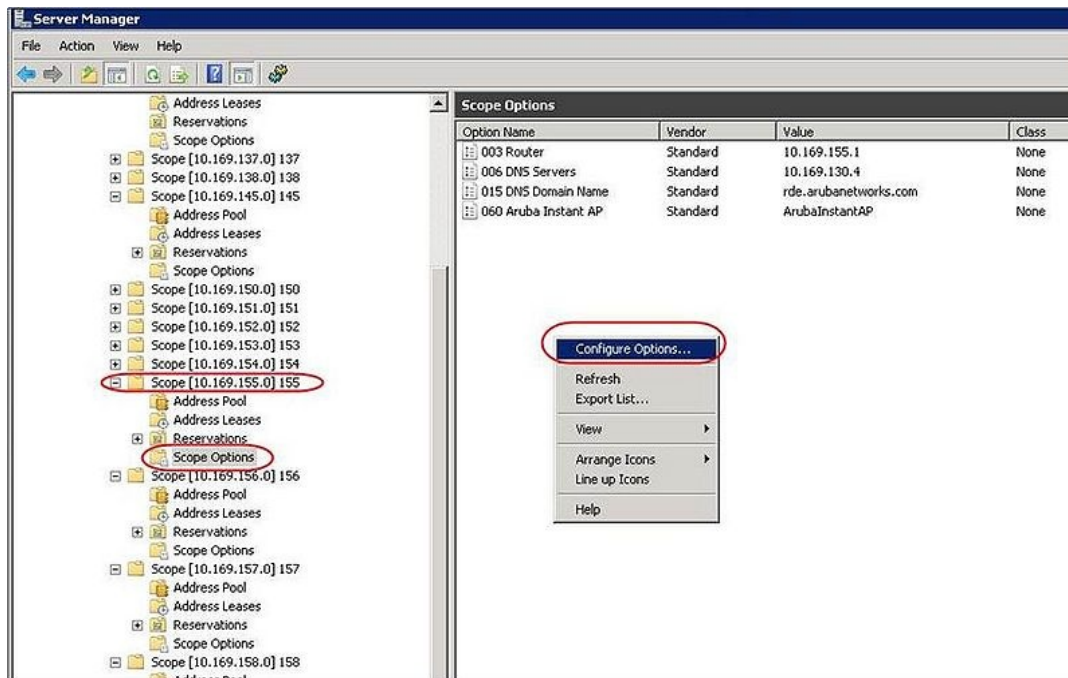 Server Manager
File Action View Help
Address Leases
Reservations
Scope Options
Scope [10.169.137.0] 137
Scope [10.169.138.0] 138
Scope [10.169.145.0] 145
Address Pool
Address Leases
Reservations
Scope Options
Scope [10.169.150.0] 150
Scope [10.169.151.0] 151
Scope [10.169.152.0] 152
Scope [10.169.153.0] 153
Scope [10.169.154.0] 154
Scope [10.169.155.0] 155
Address Pool
Address Leases
Reservations
Scope Options
Scope [10.169.156.0] 156
Address Pool
Address Leases
Reservations
Scope Options
Scope [10.169.157.0] 157
Address Pool
Address Leases
Reservations
Scope Options
Scope [10.169.158.0] 158
Address Pool
Scope Options
Option Name Vendor Value Class
003 Router Standard 10.169.155.1 None
006 DNS Servers Standard 10.169.130.4 None
015 DNS Domain Name Standard rde.arubanetworks.com None
060 Aruba Instant AP Standard ArubaInstantAP None
Configure Options...
Refresh
Export List...
View
Arrange Icons
Line up Icons
Help